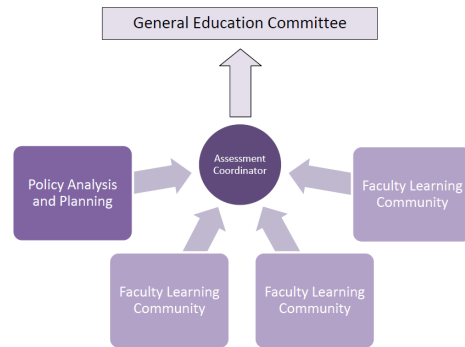 General Education Committee
Assessment
Coordinator
Policy Analysis
and Planning
Faculty Learning
Community
Faculty Learning
Community
Faculty Learning
Community